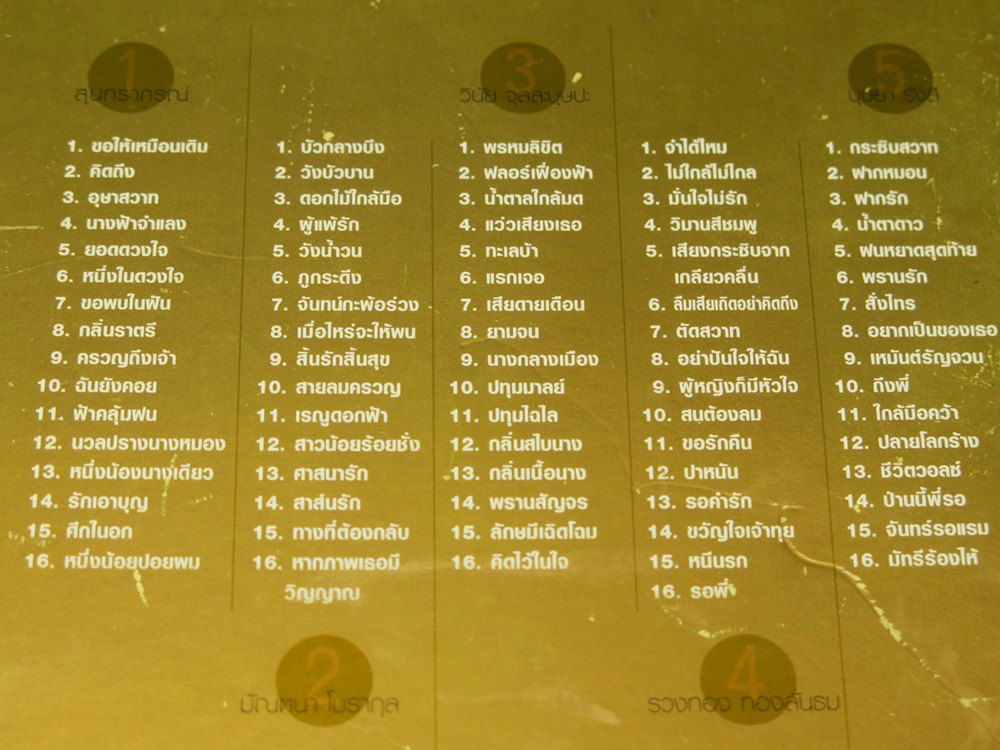 1
สุนทราภรณ์
1. ขอให้เหมือนเดิม
2. คิดถึง
3. อุษาสวาท
4. นางฟ้าจำแลง
5. ยอดดวงใจ
6. หนึ่งในดวงใจ
7. ขอพบในฝัน
8. กลิ่นราตรี
9. ครวญถึงเจ้า
10. ฉันยังคอย
11. ฟ้าคลุ้มฝน
12. นวลปรางนางหมอง
13. หนึ่งน้องนางเดียว
14. รักเอาบุญ
15. ศึกในอก
16. หนึ่งน้อยปอยผม
1. บัวกลางบึง
2. วังบัวบาน
3. ดอกไม้ใกล้มือ
4. ผู้แพ้รัก
5. วังน้ำวน
6. ภูกระดึง
7. จันทน์กะพ้อร่วง
8. เมื่อไหร่จะให้พบ
9. สิ้นรักสิ้นสุข
10. สายลมครวญ
11. เรณูดอกฟ้า
12. สาวน้อยร้อยชั่ง
13. ศาสนารัก
14. สาส์นรัก
15. ทางที่ต้องกลับ
16. หากภาพเธอมี
วิญญาณ
2
มัณฑนา โมรากุล
3
วินัย จุลละบุษปะ
1. พรหมลิขิต
2. ฟลอร์เฟื่องฟ้า
3. น้ำตาลใกล้มด
4. แว่วเสียงเธอ
5. ทะเลบ้า
6. แรกเจอ
7. เสียดายเดือน
8. ยามจน
9. นางกลางเมือง
10. ปทุมมาลย์
11. ปทุมไฉไล
12. กลิ่นสไบนาง
13. กลิ่นเนื้อนาง
14. พรานสัญจร
15. ลักษมีเฉิดโฉม
16. คิดไว้ในใจ
1. จำได้ไหม
2. ไม่ใกล้ไม่ไกล
3. มั่นใจไม่รัก
4. วิมานสีชมพู
5. เสียงกระซิบจาก
เกลียวคลื่น
6. ลืมเสียเถิดอย่าคิดถึง
7. ตัดสวาท
8. อย่าปันใจให้ฉัน
9. ผู้หญิงก็มีหัวใจ
10. สนต้องลม
11. ขอรักคืน
12. ปาหนัน
13. รอคำรัก
14. ขวัญใจเจ้าทุย
15. หนีนรก
16. รอพี่
4
รวงทอง ทองลั่นธม
5
บุษยา รังสี
1. กระซิบสวาท
2. ฝากหมอน
3. ฝากรัก
4. น้ำตาดาว
5. ฝนหยาดสุดท้าย
6. พรานรัก
7. สั่งไทร
8. อยากเป็นของเธอ
9. เหมันต์รัญจวน
10. ถึงพี่
11. ใกล้มือคว้า
12. ปลายโลกร้าง
13. ชีวิตวอลซ์
14. ป่านนี้พี่รอ
15. จันทร์รอแรม
16. มัทรีร้องไห้